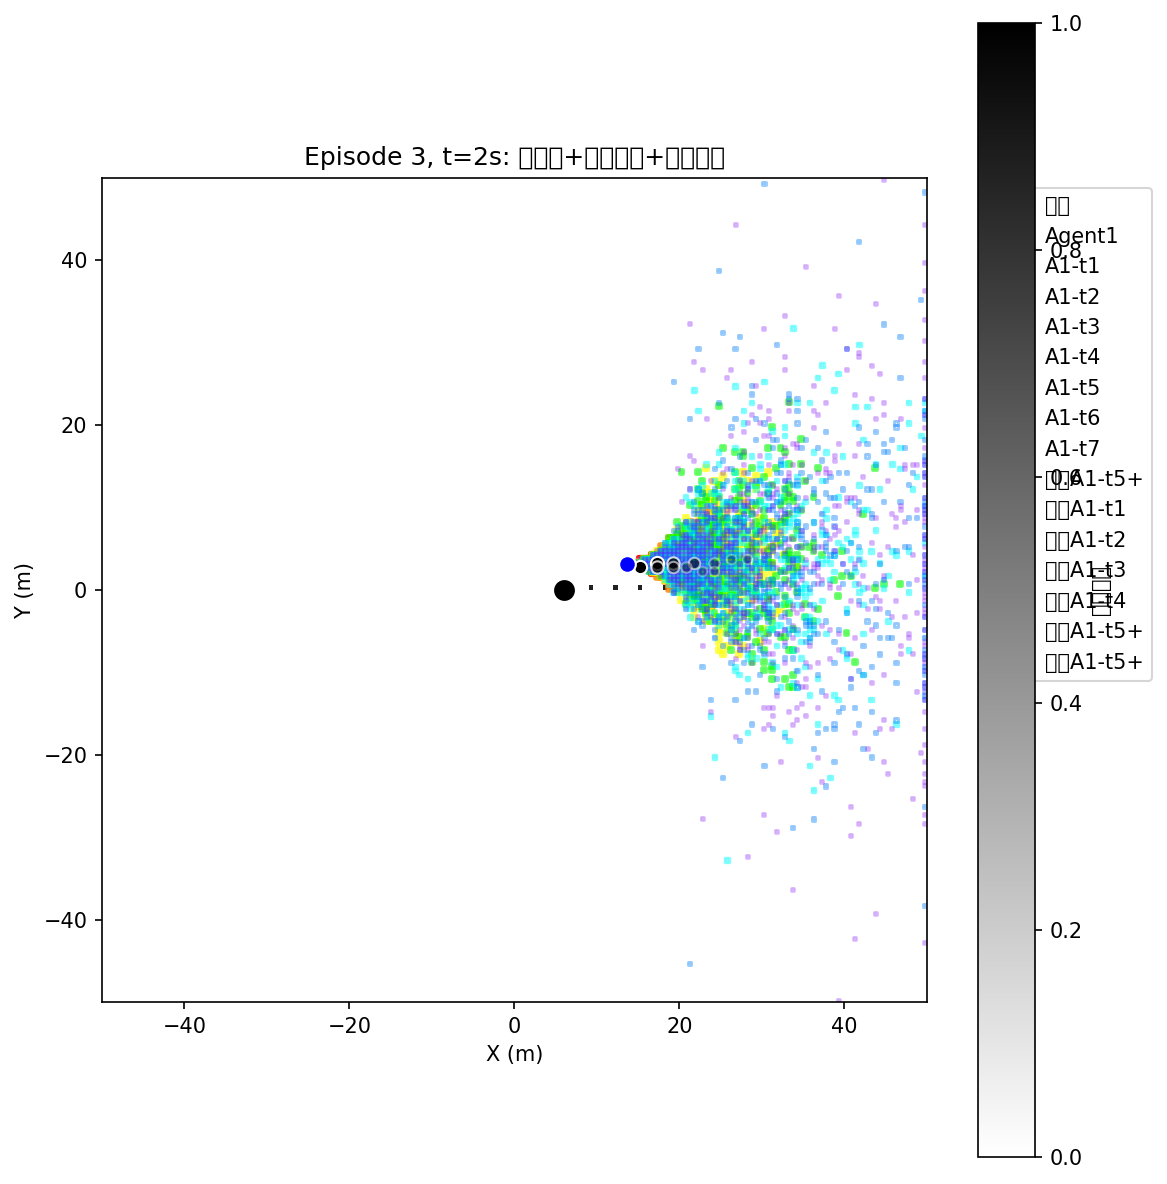 Episode 3, t=2s: □□□+□□□□+□□□□
40
20
0
−20
−40
Y (m)
−40
−20
0
20
40
X (m)
1.0
0.8
0.6
0.4
0.2
0.0
□□□
□□
Agent1
A1-t1
A1-t2
A1-t3
A1-t4
A1-t5
A1-t6
A1-t7
□□A1-t5+
□□A1-t1
□□A1-t2
□□A1-t3
□□A1-t4
□□A1-t5+
□□A1-t5+